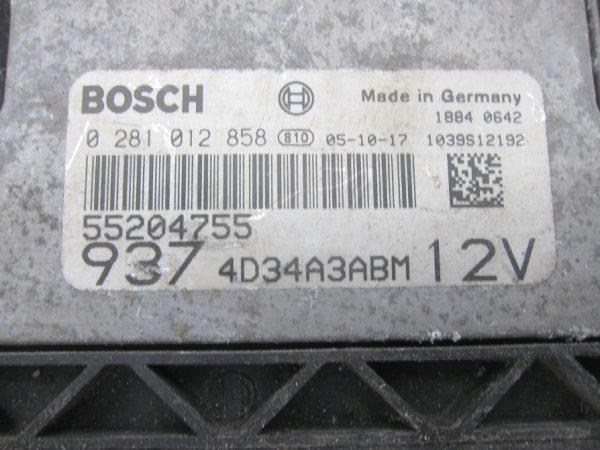 BOSCH Made in Germany
1884 0642
0 281 012 858 810 05-10-17 1039S12192
55204755
937 4D34A3ABM 12V